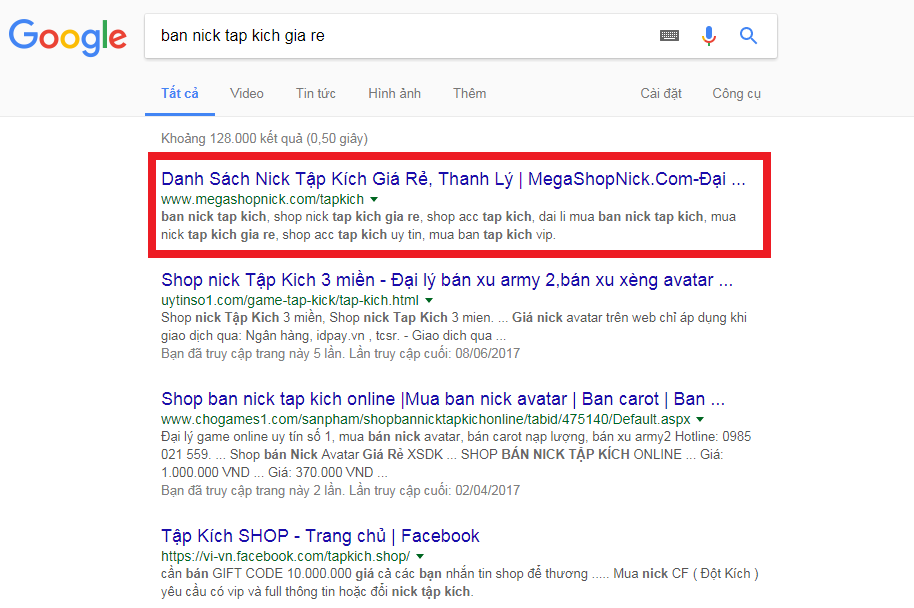 Google
ban nick tap kich gia re
Tất cả Video Tin tức Hình ảnh Thêm Cài đặt Công cụ
Khoảng 128.000 kết quả (0,50 giây)
Danh Sách Nick Tập Kích Giá Rẻ, Thanh Lý | MegaShopNick.Com-Đại ...
www.megashopnick.com/tapkich
ban nick tap kich, shop nick tap kich gia re, shop acc tap kich, dai li mua ban nick tap kich, mua
nick tap kich gia re, shop acc tap kich uy tin, mua ban tap kich vip.
Shop nick Tập Kich 3 miền - Đại lý bán xu army 2,bán xu xèng avatar ...
uytinso1.com/game-tap-kick/tap-kich.html
Shop nick Tập Kích 3 miền, Shop nick Tap Kich 3 mien. ... Giá nick avatar trên web chỉ áp dụng khi
giao dịch qua: Ngân hàng, idpay.vn , tcsr. - Giao dich qua ...
Bạn đã truy cập trang này 5 lần. Lần truy cập cuối: 08/06/2017
Shop ban nick tap kich online |Mua ban nick avatar | Ban carot | Ban ...
www.chogames1.com/sanpham/shopbannicktapkichonline/tabid/475140/Default.aspx
Đại lý game online uy tín số 1, mua bán nick avatar, bán carot nạp lượng, bán xu army2 Hotline: 0985
021 559. ... Shop bán Nick Avatar Giá Rẻ XSDK ... SHOP BÁN NICK TẬP KÍCH ONLINE ... Giá:
1.000.000 VND ... Giá: 370.000 VND ...
Bạn đã truy cập trang này 2 lần. Lần truy cập cuối: 02/04/2017
Tập Kích SHOP - Trang chủ | Facebook
https://vi-vn.facebook.com/tapkich.shop/
cần bán GIFT CODE 10.000.000 giá cả các bạn nhắn tin shop để thương ..... Mua nick CF ( Đột Kích )
yêu cầu có vip và full thông tin hoặc đổi nick tập kích.